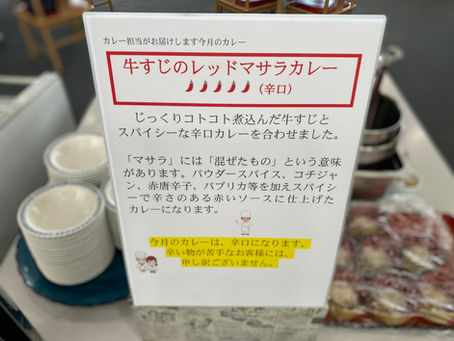 カレー担当がお届けします今月のカレー
牛すじのレッドマサラカレー
（辛口）
じっくりコトコト煮込んだ牛すじと
スパイシーな辛口カレーを合わせました。
「マサラ」には「混ぜたもの」という意味
があります。パウダースパイス、コチジャ
ン、赤唐辛子、パプリカ等を加えスパイシ
ーで辛さのある赤いソースに仕上げた
カレーになります。
今月のカレーは、辛口になります。
辛い物が苦手なお客様には、
申し訳ございません。